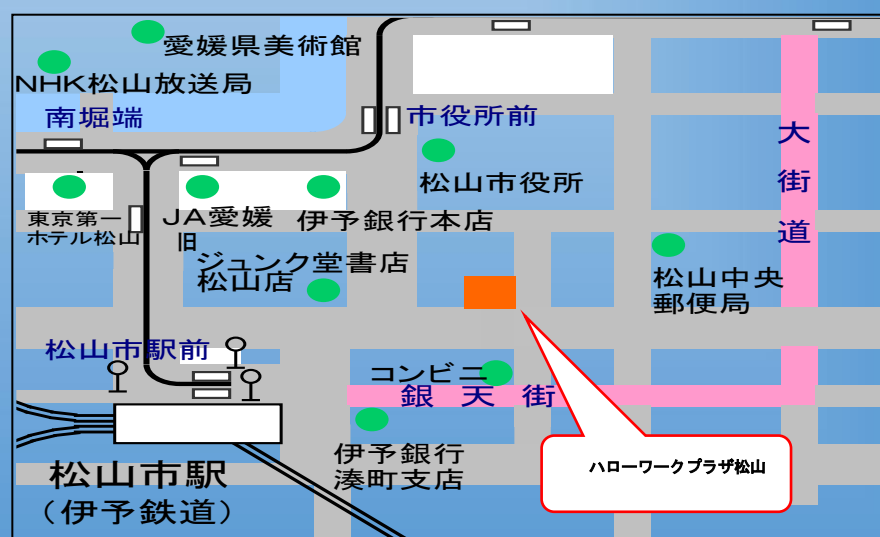 愛媛県美術館
NHK松山放送局
南堀端
市役所前
大街道
松山市役所
東京第一
ホテル松山
JA愛媛
伊予銀行本店
旧
ジュンク堂書店
松山店
松山中央
郵便局
松山市駅前
コンビニ
銀天街
伊予銀行
湊町支店
ハローワークプラザ松山
松山市駅
（伊予鉄道）